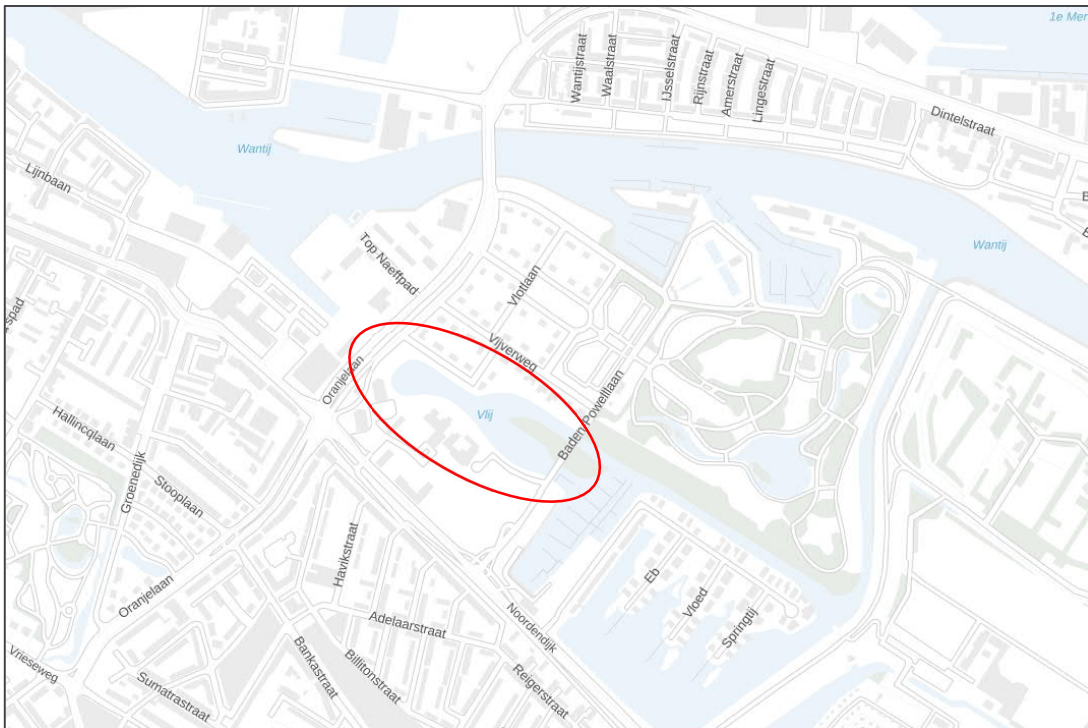 1e Mer
Wantijstraat
Waalstraat
IJsselstraat
Rijnstraat
Amerstraat
Lingestraat
Dintelstraat
Wantij
Lijnbaan
Wantij
Top Naeffpad
Vlotlaan
Vijverweg
Oranjelaan
Vlij
Baden Powelllaan
Hallincqlaan
Groenedijk
Stooplaan
Havikstraat
Oranjelaan
Adelaarstraat
Noordendijk
Eb
Vloed
Springtij
Vrieseweg
Sumatrastraat
Bankastraat
Billitonstraat
Reigerstraat